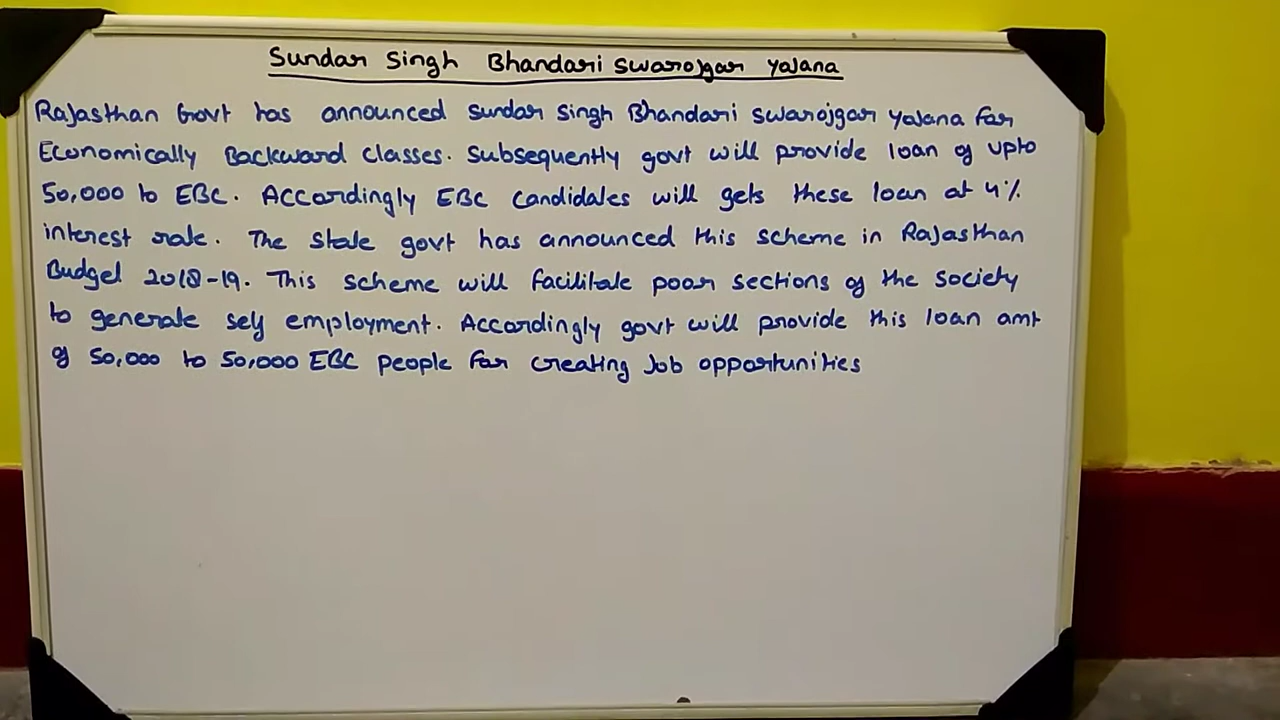 Sundar Singh Bhandari Swarojgar Yojana
Rajasthan Govt has announced Sundar Singh Bhandari Swarojgar Yojana for
Economically Backward Classes. Subsequently govt will provide loan of upto
50,000 to EBC. Accordingly EBC candidates will gets these loan at 4%
interest rate. The state govt has announced this scheme in Rajasthan
Budget 2018-19. This scheme will facilitate poor sections of the society
to generate self employment. Accordingly govt will provide this loan amt
of 50,000 to 50,000 EBC people for creating Job opportunities